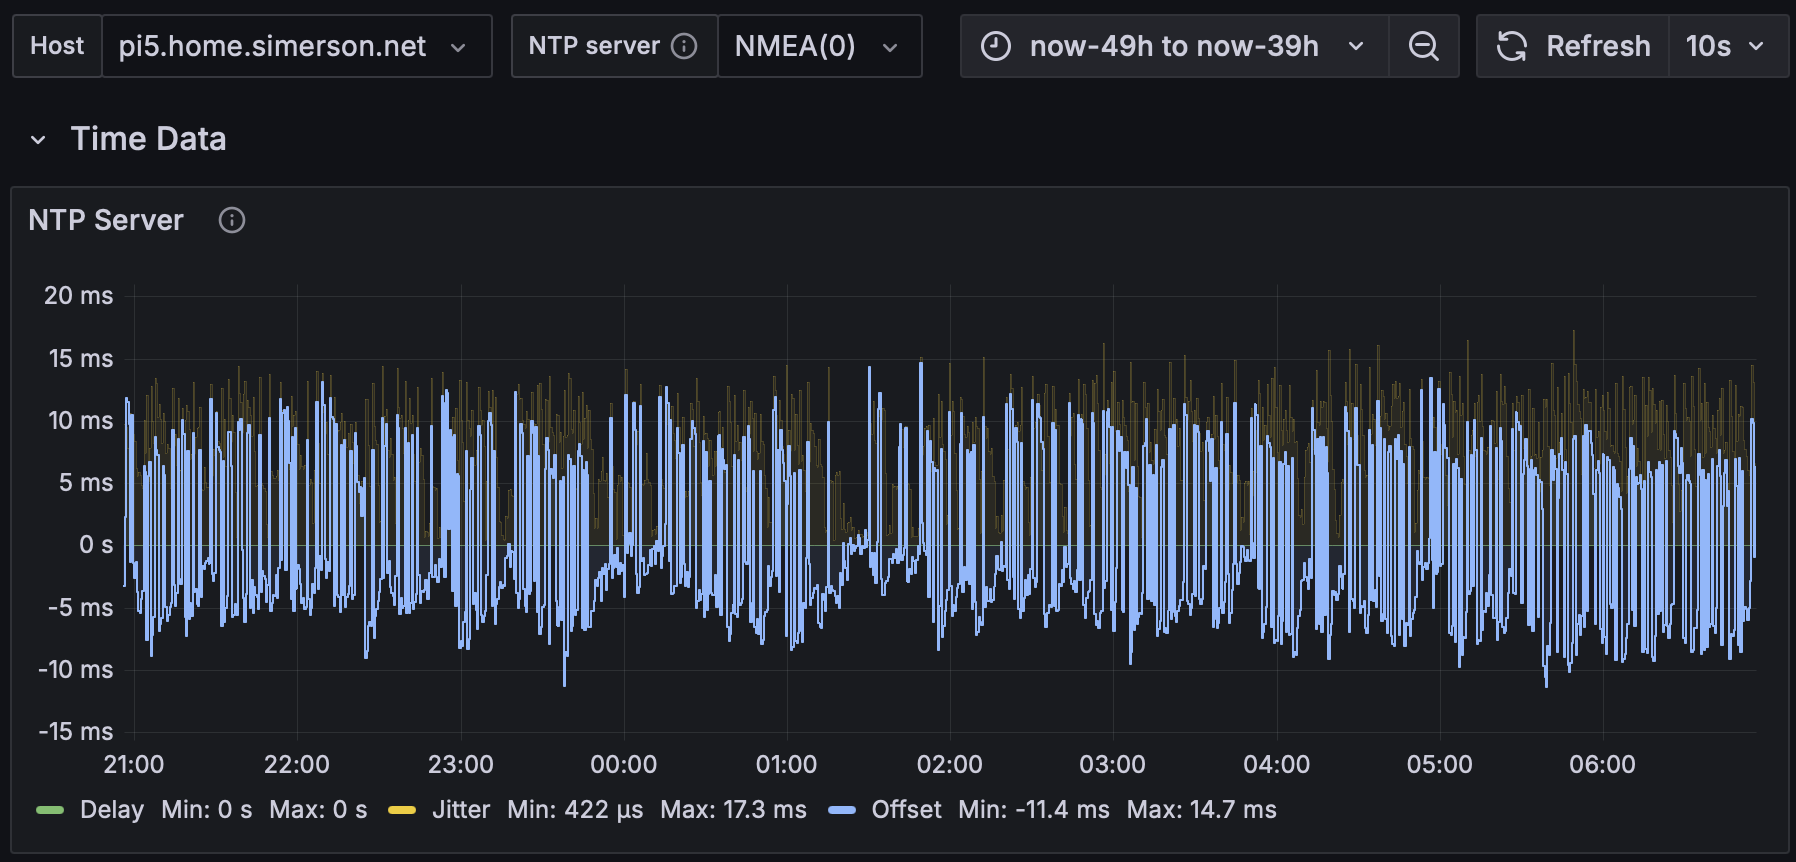 Host pi5.home.simerson.net NTP server NMEA(0) now-49h to now-39h Refresh 10s
Time Data
NTP Server
20 ms
15 ms
10 ms
5 ms
0 s
-5 ms
-10 ms
-15 ms
21:00 22:00 23:00 00:00 01:00 02:00 03:00 04:00 05:00 06:00
Delay Min: 0 s Max: 0 s Jitter Min: 422 µs Max: 17.3 ms Offset Min: -11.4 ms Max: 14.7 ms